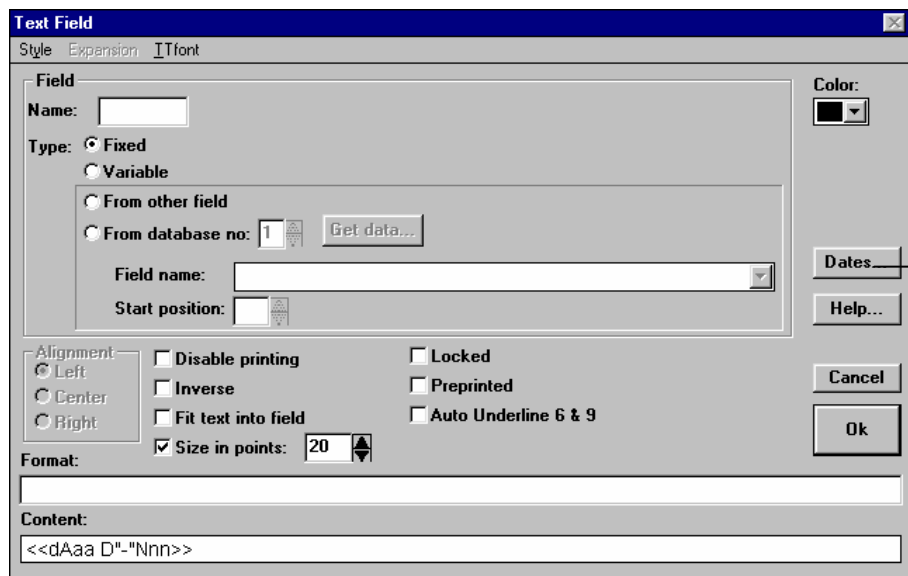 Text Field
Style Expansion TTfont
Field
Name:
Color:
Type: Fixed
Variable
From other field
From database no: 1 Get data...
Field name:
Start position:
Dates...
Help...
Alignment
Left
Center
Right
Disable printing
Inverse
Fit text into field
Size in points: 20
Locked
Preprinted
Auto Underline 6 & 9
Cancel
Ok
Format:
Content:
<<dAaa D"-"Nnn>>